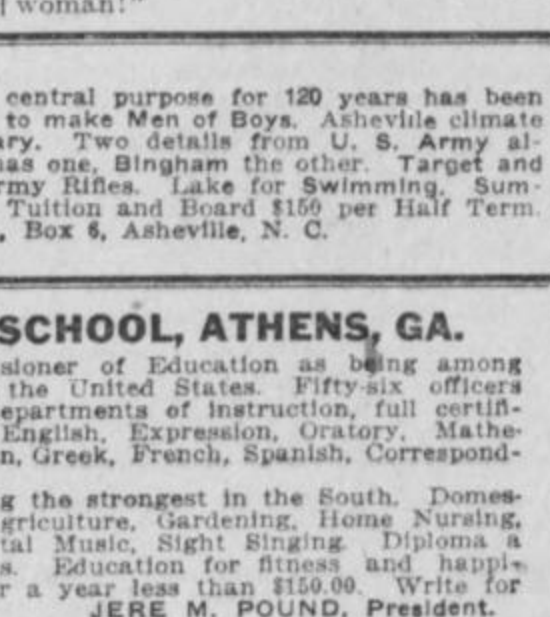 woman!"
central purpose for 120 years has been
to make Men of Boys. Asheville climate
ary. Two details from U. S. Army al-
has one, Bingham the other. Target and
rmy Rifles. Lake for Swimming. Sum-
Tuition and Board $150 per Half Term.
, Box 6, Asheville, N. C.
SCHOOL, ATHENS, GA.
sioner of Education as being among
the United States. Fifty-six officers
epartments of instruction, full certifi-
English, Expression, Oratory, Mathe-
n, Greek, French, Spanish, Correspond-
g the strongest in the South. Domes-
griculture, Gardening, Home Nursing,
tal Music, Sight Singing. Diploma a
s. Education for fitness and happi-
r a year less than $150.00. Write for
JERE M. POUND, President.